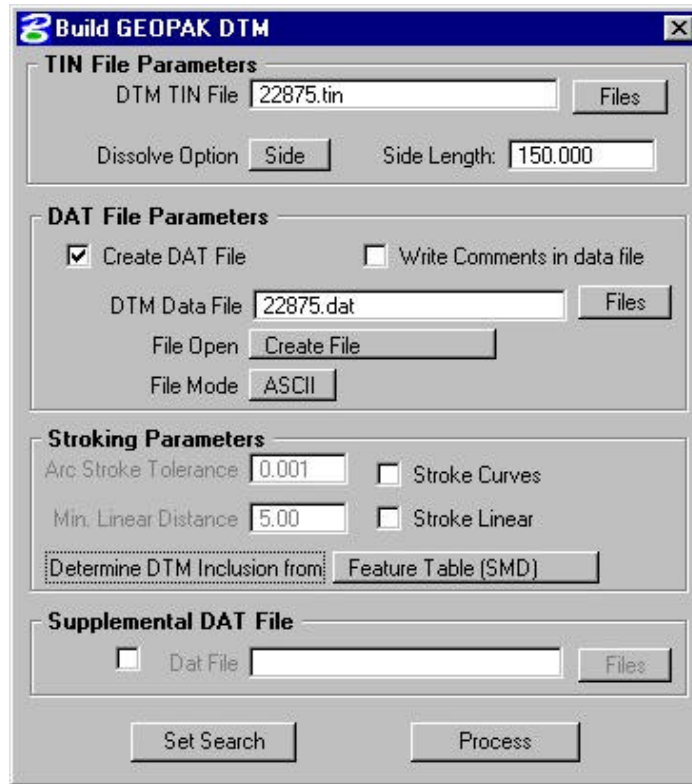 Build GEOPAK DTM
TIN File Parameters
DTM TIN File 22875.tin Files
Dissolve Option Side Side Length: 150.000
DAT File Parameters
Create DAT File Write Comments in data file
DTM Data File 22875.dat Files
File Open Create File
File Mode ASCII
Stroking Parameters
Arc Stroke Tolerance 0.001 Stroke Curves
Min. Linear Distance 5.00 Stroke Linear
Determine DTM Inclusion from Feature Table (SMD)
Supplemental DAT File
Dat File Files
Set Search Process